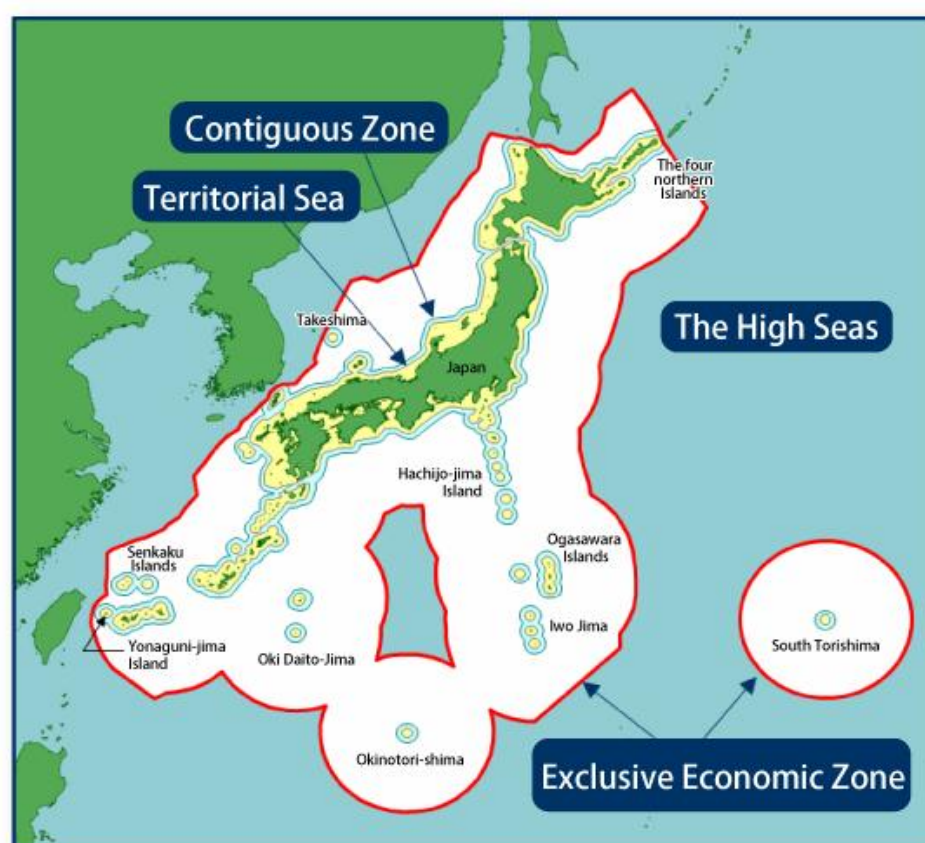 Contiguous Zone
Territorial Sea
The four
northern
Islands
The High Seas
Takeshima
Japan
Hachijo-jima
Island
Senkaku
Islands
Ogasawara
Islands
Yonaguni-jima
Island
Oki Daito-Jima
Iwo Jima
South Torishima
Okinotori-shima
Exclusive Economic Zone